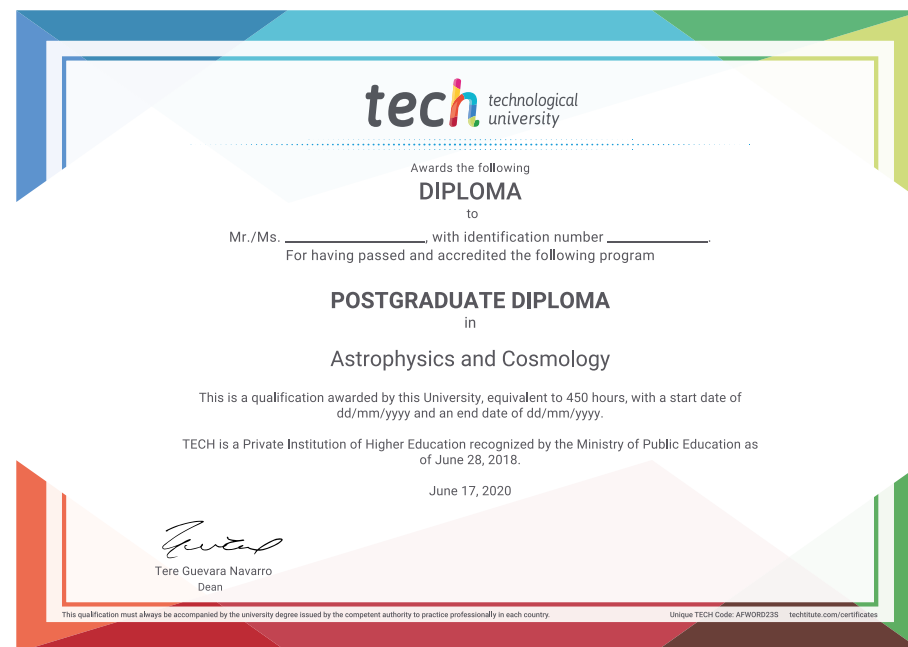 tech technological
university
Awards the following
DIPLOMA
to
Mr./Ms. ____________________, with identification number ______________.
For having passed and accredited the following program
POSTGRADUATE DIPLOMA
in
Astrophysics and Cosmology
This is a qualification awarded by this University, equivalent to 450 hours, with a start date of
dd/mm/yyyy and an end date of dd/mm/yyyy.
TECH is a Private Institution of Higher Education recognized by the Ministry of Public Education as
of June 28, 2018.
June 17, 2020
Tere Guevara Navarro
Dean
This qualification must always be accompanied by the university degree issued by the competent authority to practice professionally in each country. Unique TECH Code: AFWORD23S techtitute.com/certificates